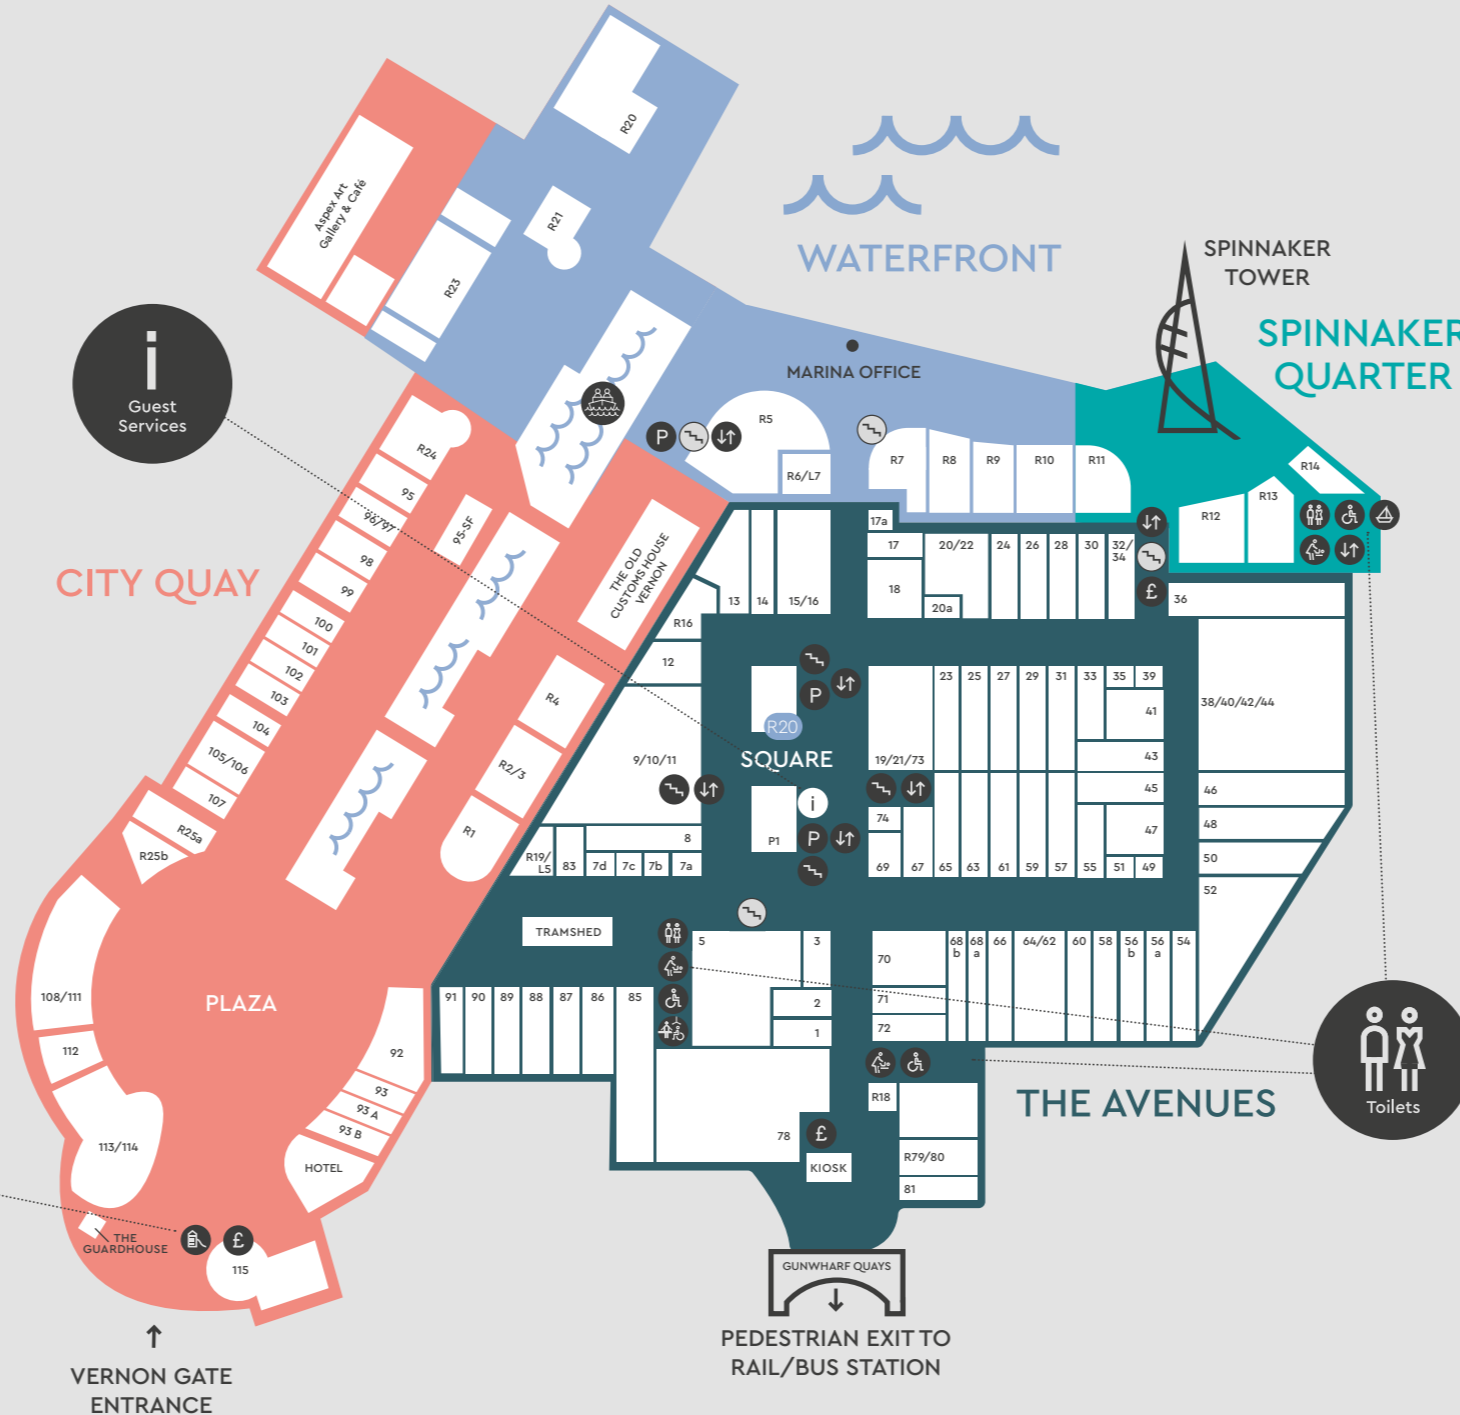 R20
Aspex Art
Gallery & Café
R21
R23
WATERFRONT
SPINNAKER
TOWER
SPINNAKER
QUARTER
i
Guest
Services
MARINA OFFICE
P
R5
R6/L7
R7
R8
R9
R10
R11
R14
R13
R12
R24
95
96/97
95-SF
98
99
CITY QUAY
THE OLD
CUSTOMS HOUSE
VERNON
100
101
102
103
104
105/106
107
R25a
R25b
R4
R2/3
R1
13
14
15/16
R16
12
17a
17
18
20/22
20a
24
26
28
30
32/
34
£
36
38/40/42/44
P
R20
SQUARE
9/10/11
19/21/73
23
25
27
29
31
33
35
39
41
43
45
47
46
48
50
52
i
P
P1
8
R19/
L5
83
7d
7c
7b
7a
74
69
67
65
63
61
59
57
55
51
49
TRAMSHED
5
3
2
1
70
71
72
68
b
68
a
66
64/62
60
58
56
b
56
a
54
91
90
89
88
87
86
85
108/111
PLAZA
112
92
93
93 A
93 B
113/114
HOTEL
78
£
KIOSK
R18
R79/80
81
THE AVENUES
Toilets
THE
GUARDHOUSE
£
115
GUNWHARF QUAYS
PEDESTRIAN EXIT TO
RAIL/BUS STATION
VERNON GATE
ENTRANCE